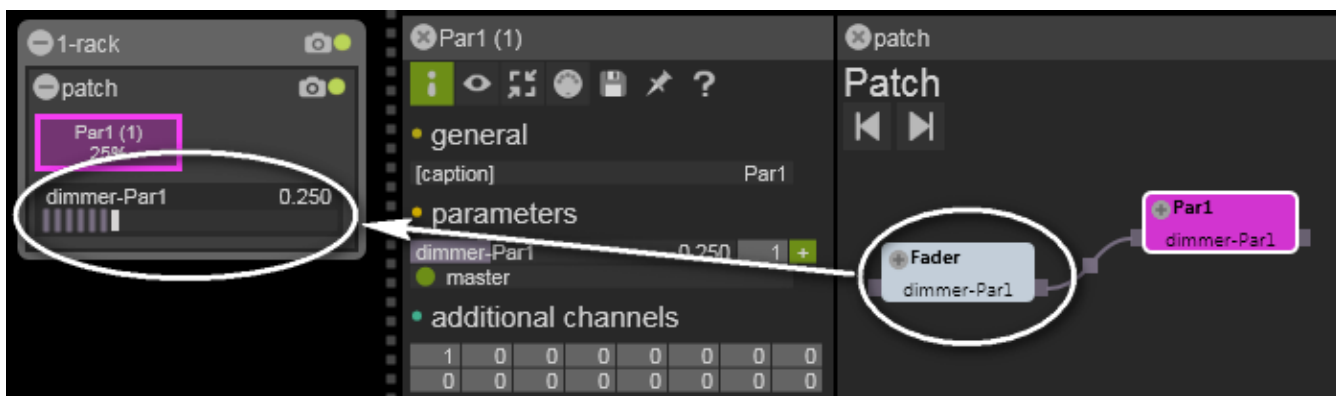 1-rack
patch
Par1 (1)
25%
dimmer-Par1 0.250
Par1 (1)
?
general
[caption] Par1
parameters
dimmer-Par1 0.250 1 +
master
additional channels
1 0 0 0 0 0 0 0
0 0 0 0 0 0 0 0
patch
Patch
Par1
dimmer-Par1
Fader
dimmer-Par1